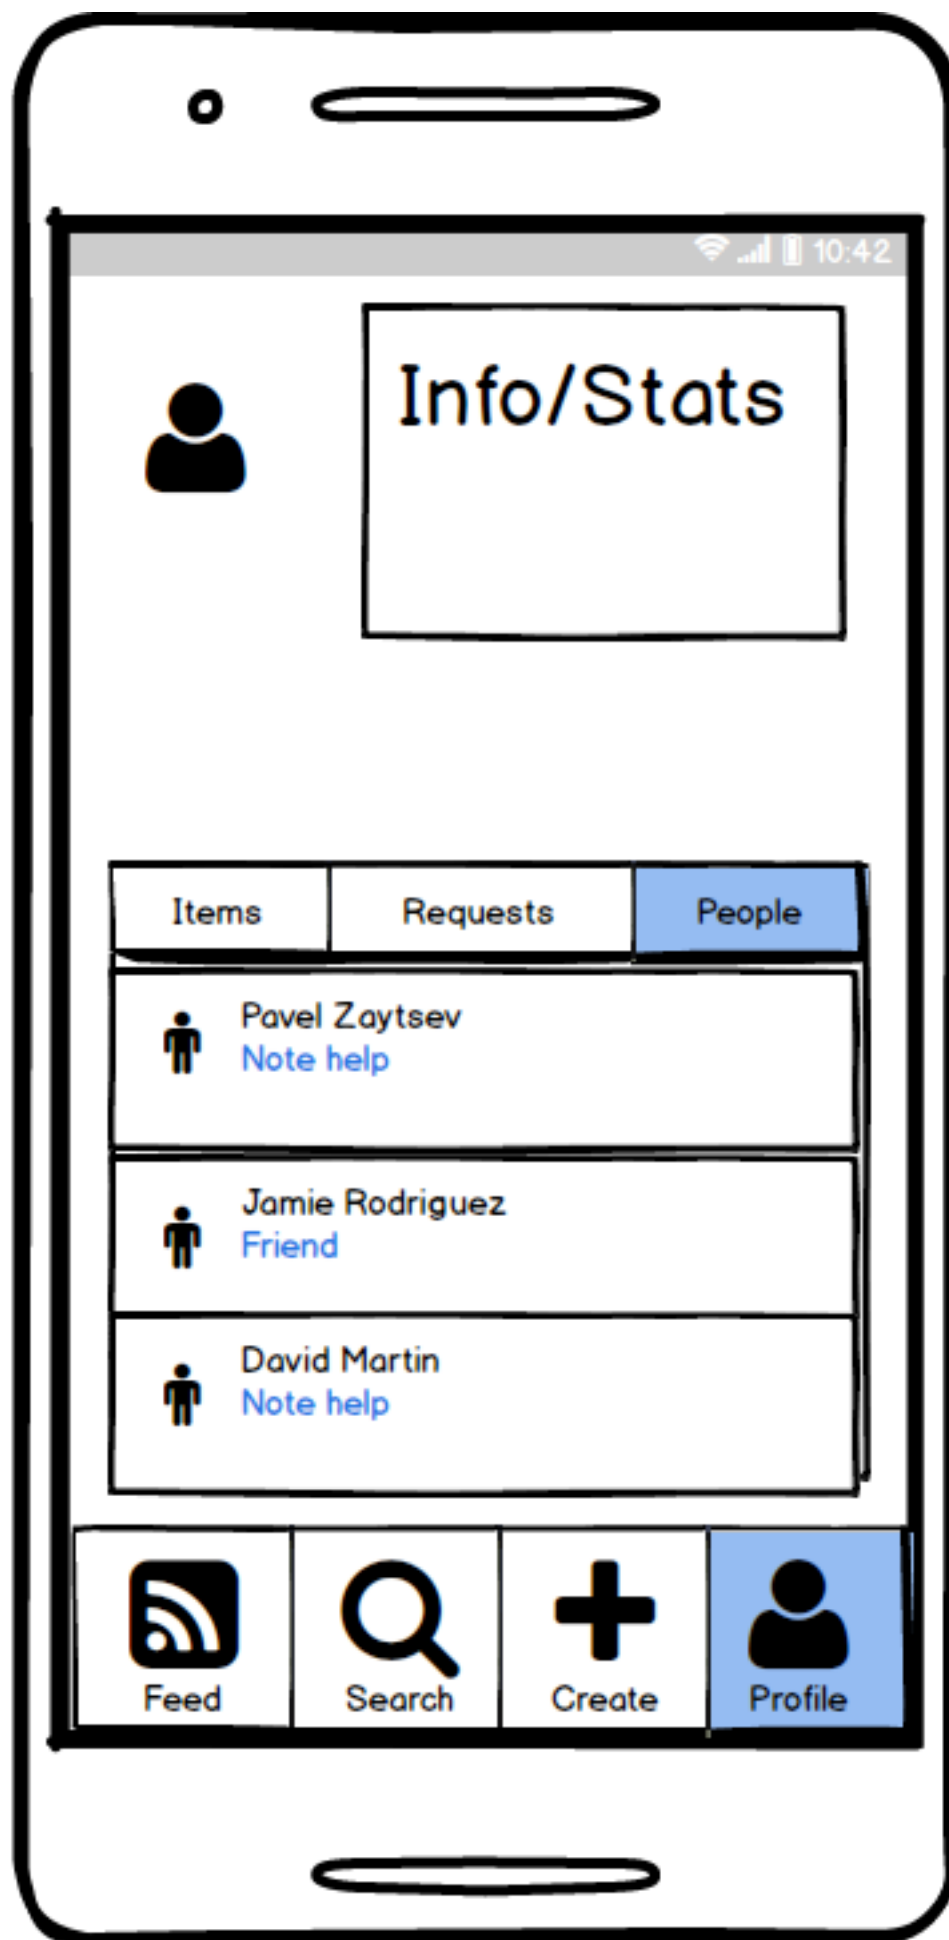 10:42
Info/Stats
Items
Requests
People
Pavel Zaytsev
Note help
Jamie Rodriguez
Friend
David Martin
Note help
Feed
Search
Create
Profile